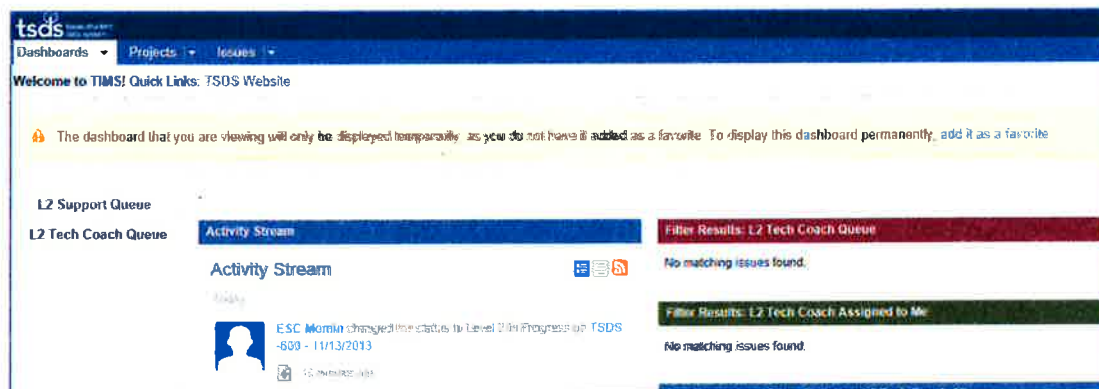 tsds
Dashboards Projects Issues
Welcome to TIMS! Quick Links: TSDS Website
The dashboard that you are viewing will only be displayed temporarily, as you do not have it added as a favorite. To display this dashboard permanently, add it as a favorite
L2 Support Queue
L2 Tech Coach Queue
Activity Stream
Activity Stream
Today
ESC Momin changed the status to Level 2 In Progress on TSDS
-600 - 11/13/2013
minutes ago
Filter Results: L2 Tech Coach Queue
No matching issues found.
Filter Results: L2 Tech Coach Assigned to Me
No matching issues found.